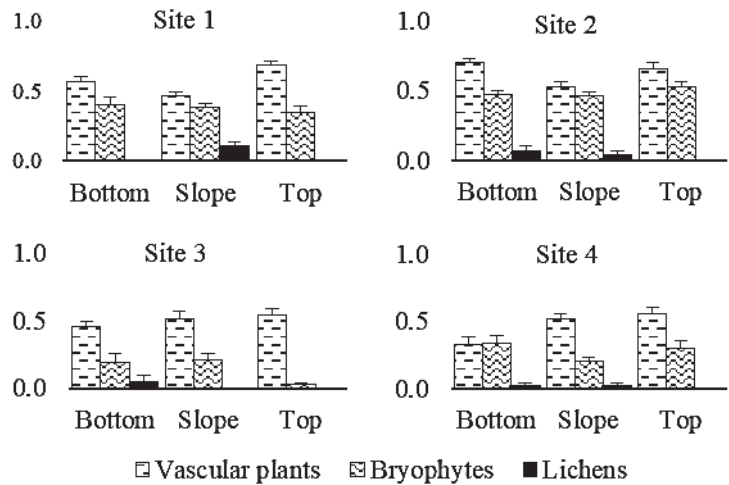 Site 1
1.0
0.5
0.0
Bottom Slope Top
Site 2
1.0
0.5
0.0
Bottom Slope Top
Site 3
1.0
0.5
0.0
Bottom Slope Top
Site 4
1.0
0.5
0.0
Bottom Slope Top
Vascular plants Bryophytes Lichens